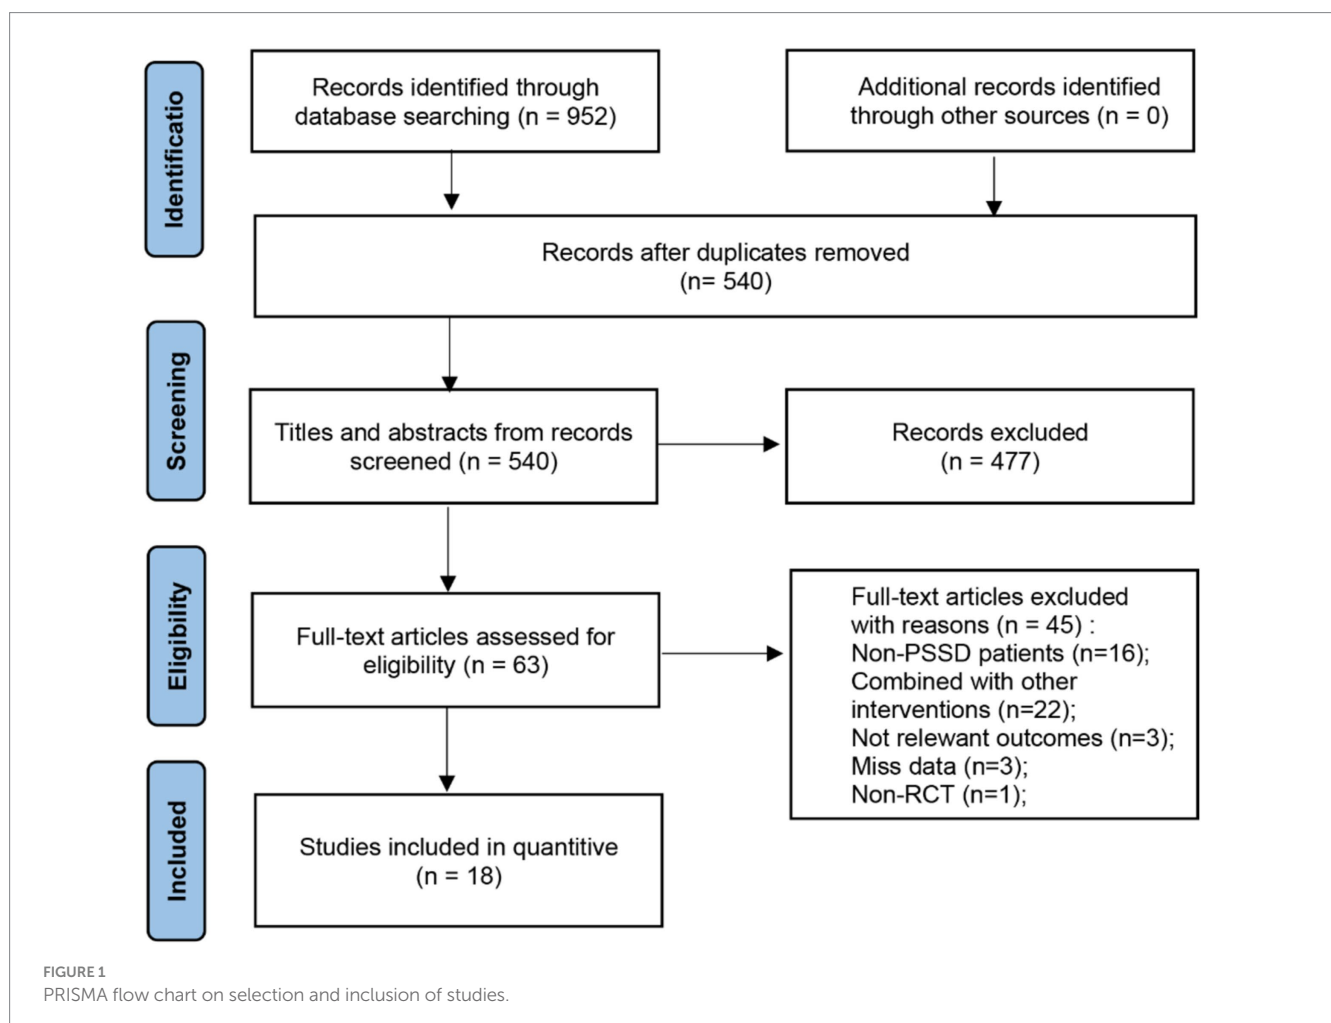 Identificatio
Records identified through
database searching (n = 952)
Additional records identified
through other sources (n = 0)
Records after duplicates removed
(n= 540)
Screening
Titles and abstracts from records
screened (n = 540)
Records excluded
(n = 477)
Eligibility
Full-text articles assessed for
eligibility (n = 63)
Full-text articles excluded
with reasons (n = 45) :
Non-PSSD patients (n=16);
Combined with other
interventions (n=22);
Not relevant outcomes (n=3);
Miss data (n=3);
Non-RCT (n=1);
Included
Studies included in quantitive
(n = 18)
FIGURE 1
PRISMA flow chart on selection and inclusion of studies.